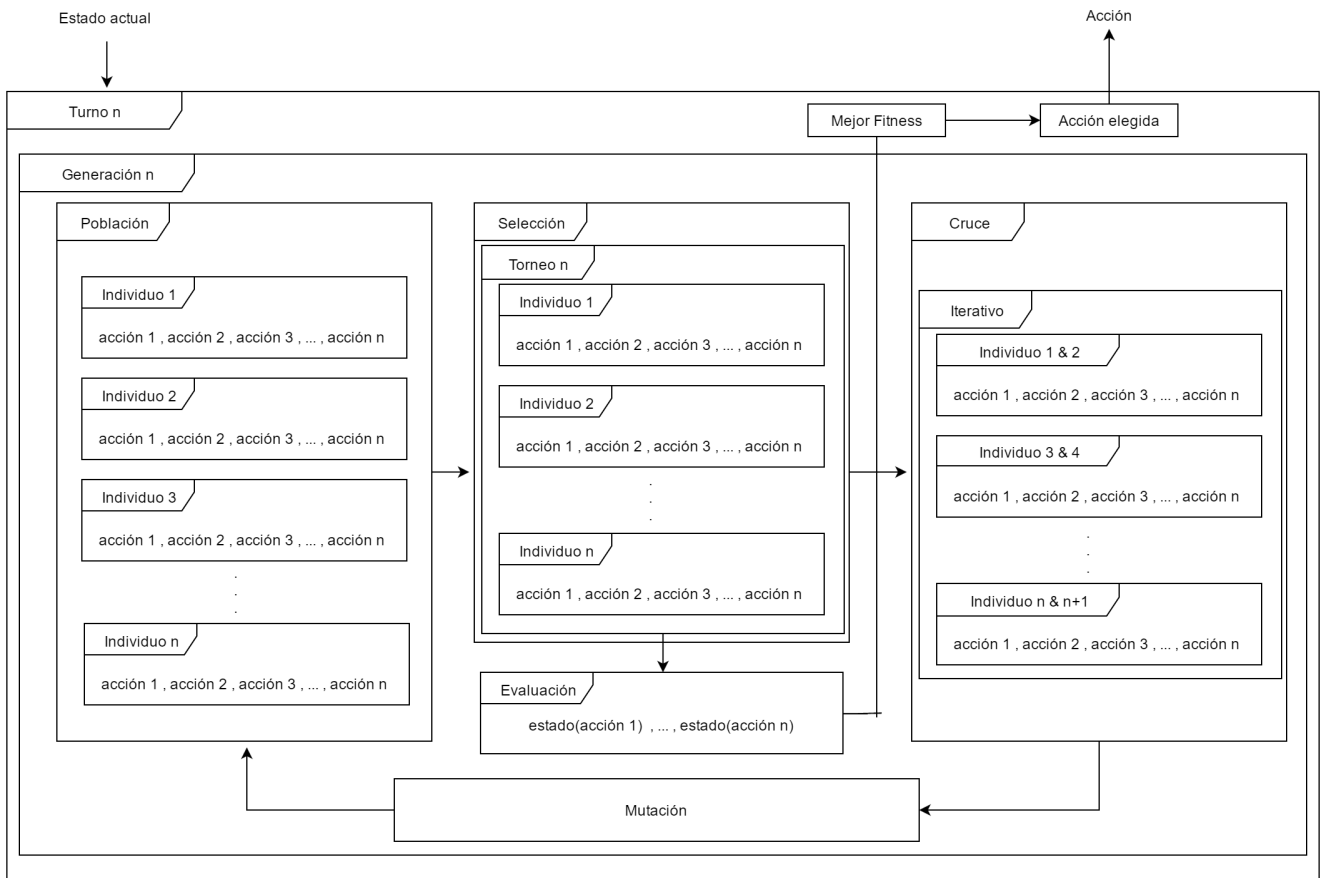 Estado actual
Acción
Turno n
Mejor Fitness
Acción elegida
Generación n
Población
Individuo 1
acción 1 , acción 2 , acción 3 , ... , acción n
Individuo 2
acción 1 , acción 2 , acción 3 , ... , acción n
Individuo 3
acción 1 , acción 2 , acción 3 , ... , acción n
.
.
.
Individuo n
acción 1 , acción 2 , acción 3 , ... , acción n
Selección
Torneo n
Individuo 1
acción 1 , acción 2 , acción 3 , ... , acción n
Individuo 2
acción 1 , acción 2 , acción 3 , ... , acción n
.
.
.
Individuo n
acción 1 , acción 2 , acción 3 , ... , acción n
Evaluación
estado(acción 1) , ... , estado(acción n)
Cruce
Iterativo
Individuo 1 & 2
acción 1 , acción 2 , acción 3 , ... , acción n
Individuo 3 & 4
acción 1 , acción 2 , acción 3 , ... , acción n
.
.
.
Individuo n & n+1
acción 1 , acción 2 , acción 3 , ... , acción n
Mutación